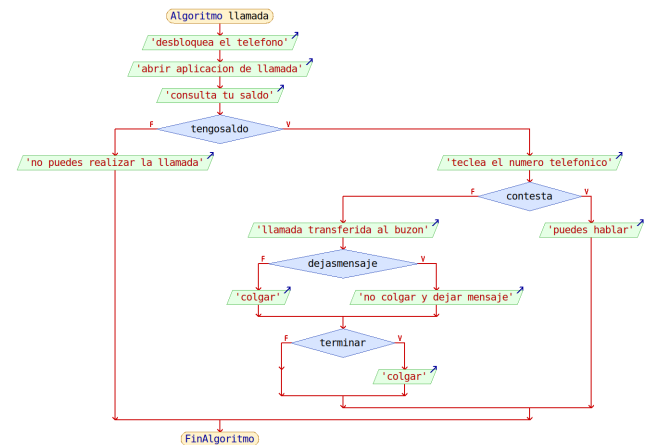 Algoritmo llamada
'desbloquea el telefono'
'abrir aplicacion de llamada'
'consulta tu saldo'
F
tengosaldo
V
'no puedes realizar la llamada'
'teclea el numero telefonico'
F
contesta
V
'llamada transferida al buzon'
'puedes hablar'
F
dejasmensaje
V
'colgar'
'no colgar y dejar mensaje'
F
terminar
V
'colgar'
FinAlgoritmo